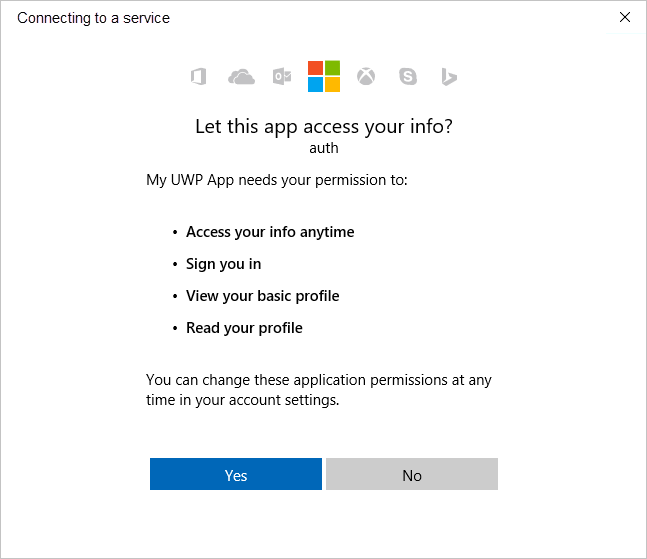 Connecting to a service
Let this app access your info?
auth
My UWP App needs your permission to:
• Access your info anytime
• Sign you in
• View your basic profile
• Read your profile
You can change these application permissions at any
time in your account settings.
Yes
No